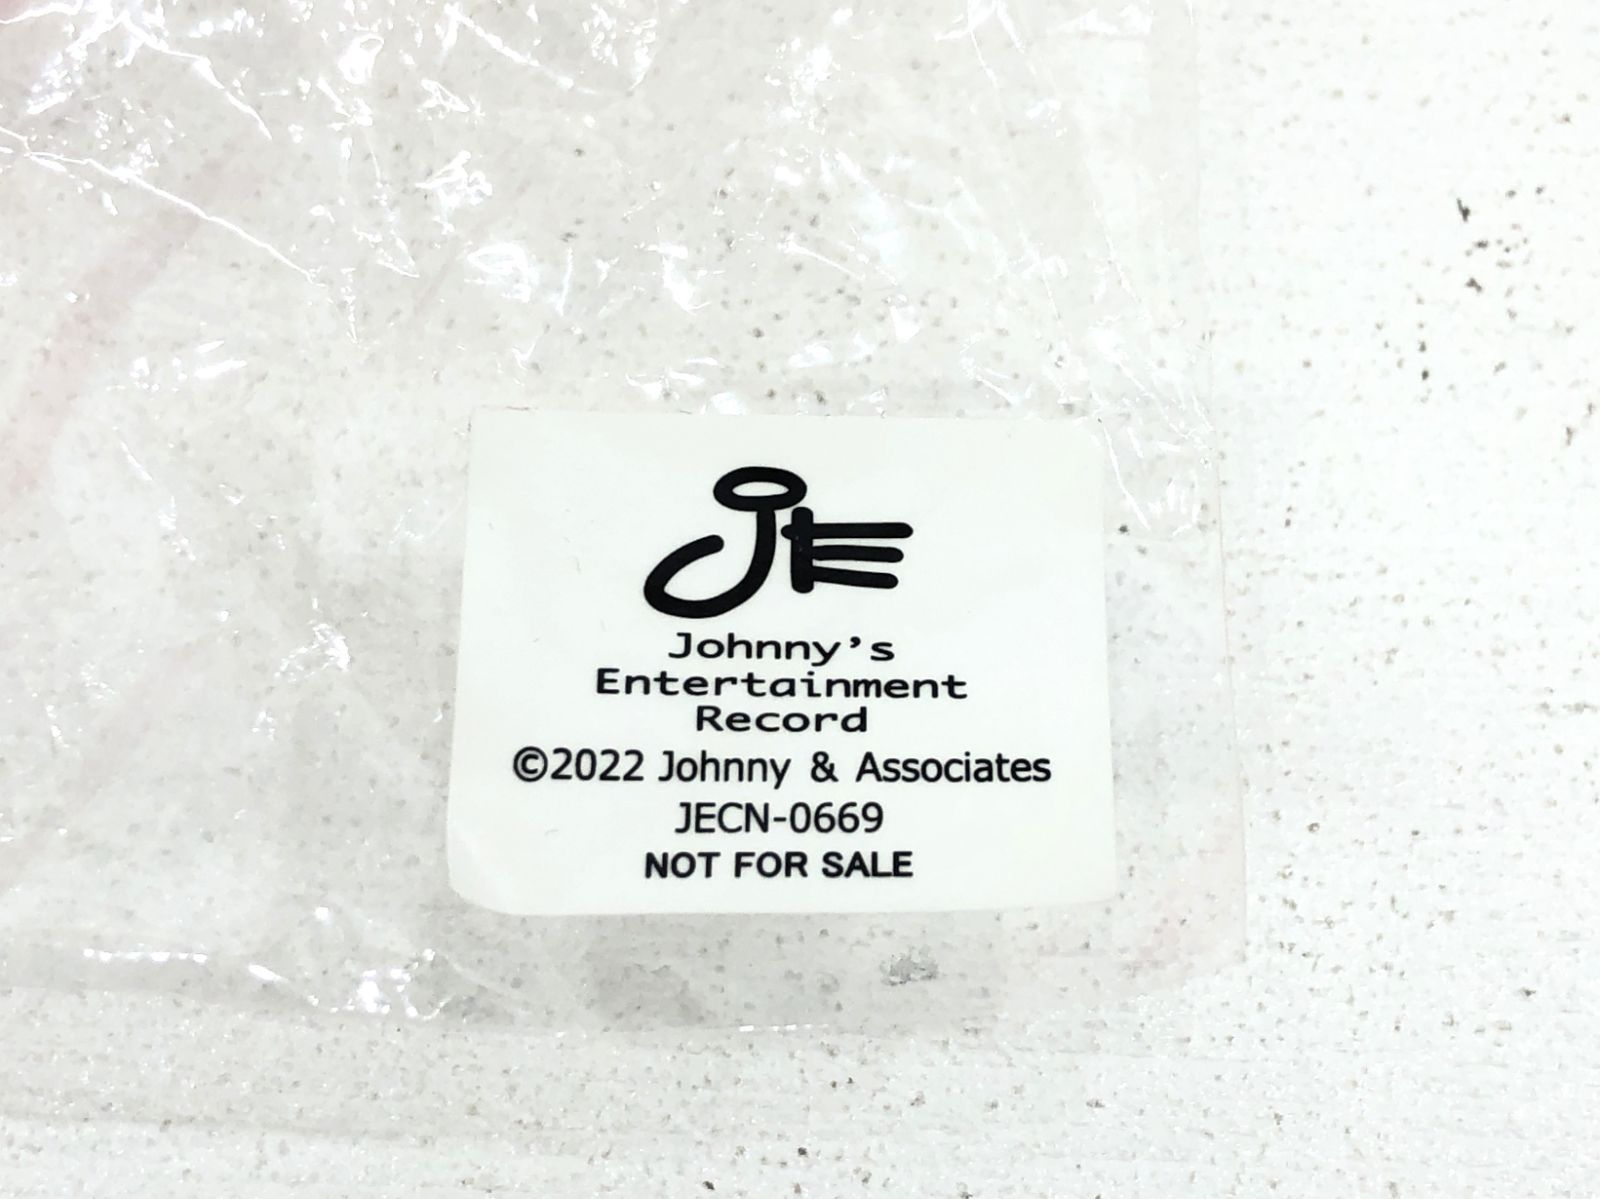 JE
Johnny's
Entertainment
Record
©2022 Johnny & Associates
JECN-0669
NOT FOR SALE